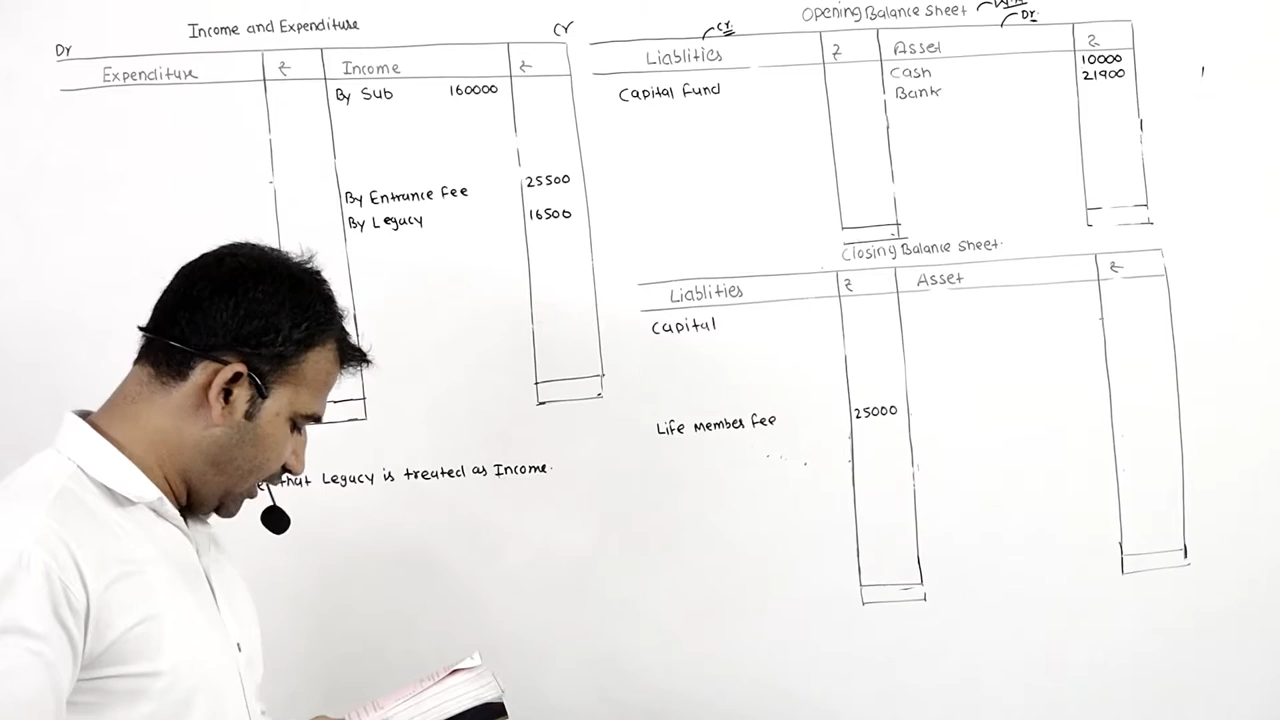 Income and Expenditure
Dr
Cr
Expenditure ₹ Income ₹
By Sub 160000
By Entrance Fee 25500
By Legacy 16500
that Legacy is treated as Income.
Opening Balance Sheet
Cr.
Dr.
Liablities ₹ Asset ₹
Capital Fund
Cash 10000
Bank 21900
Closing Balance Sheet.
Liablities ₹ Asset ₹
Capital
Life Member Fee 25000